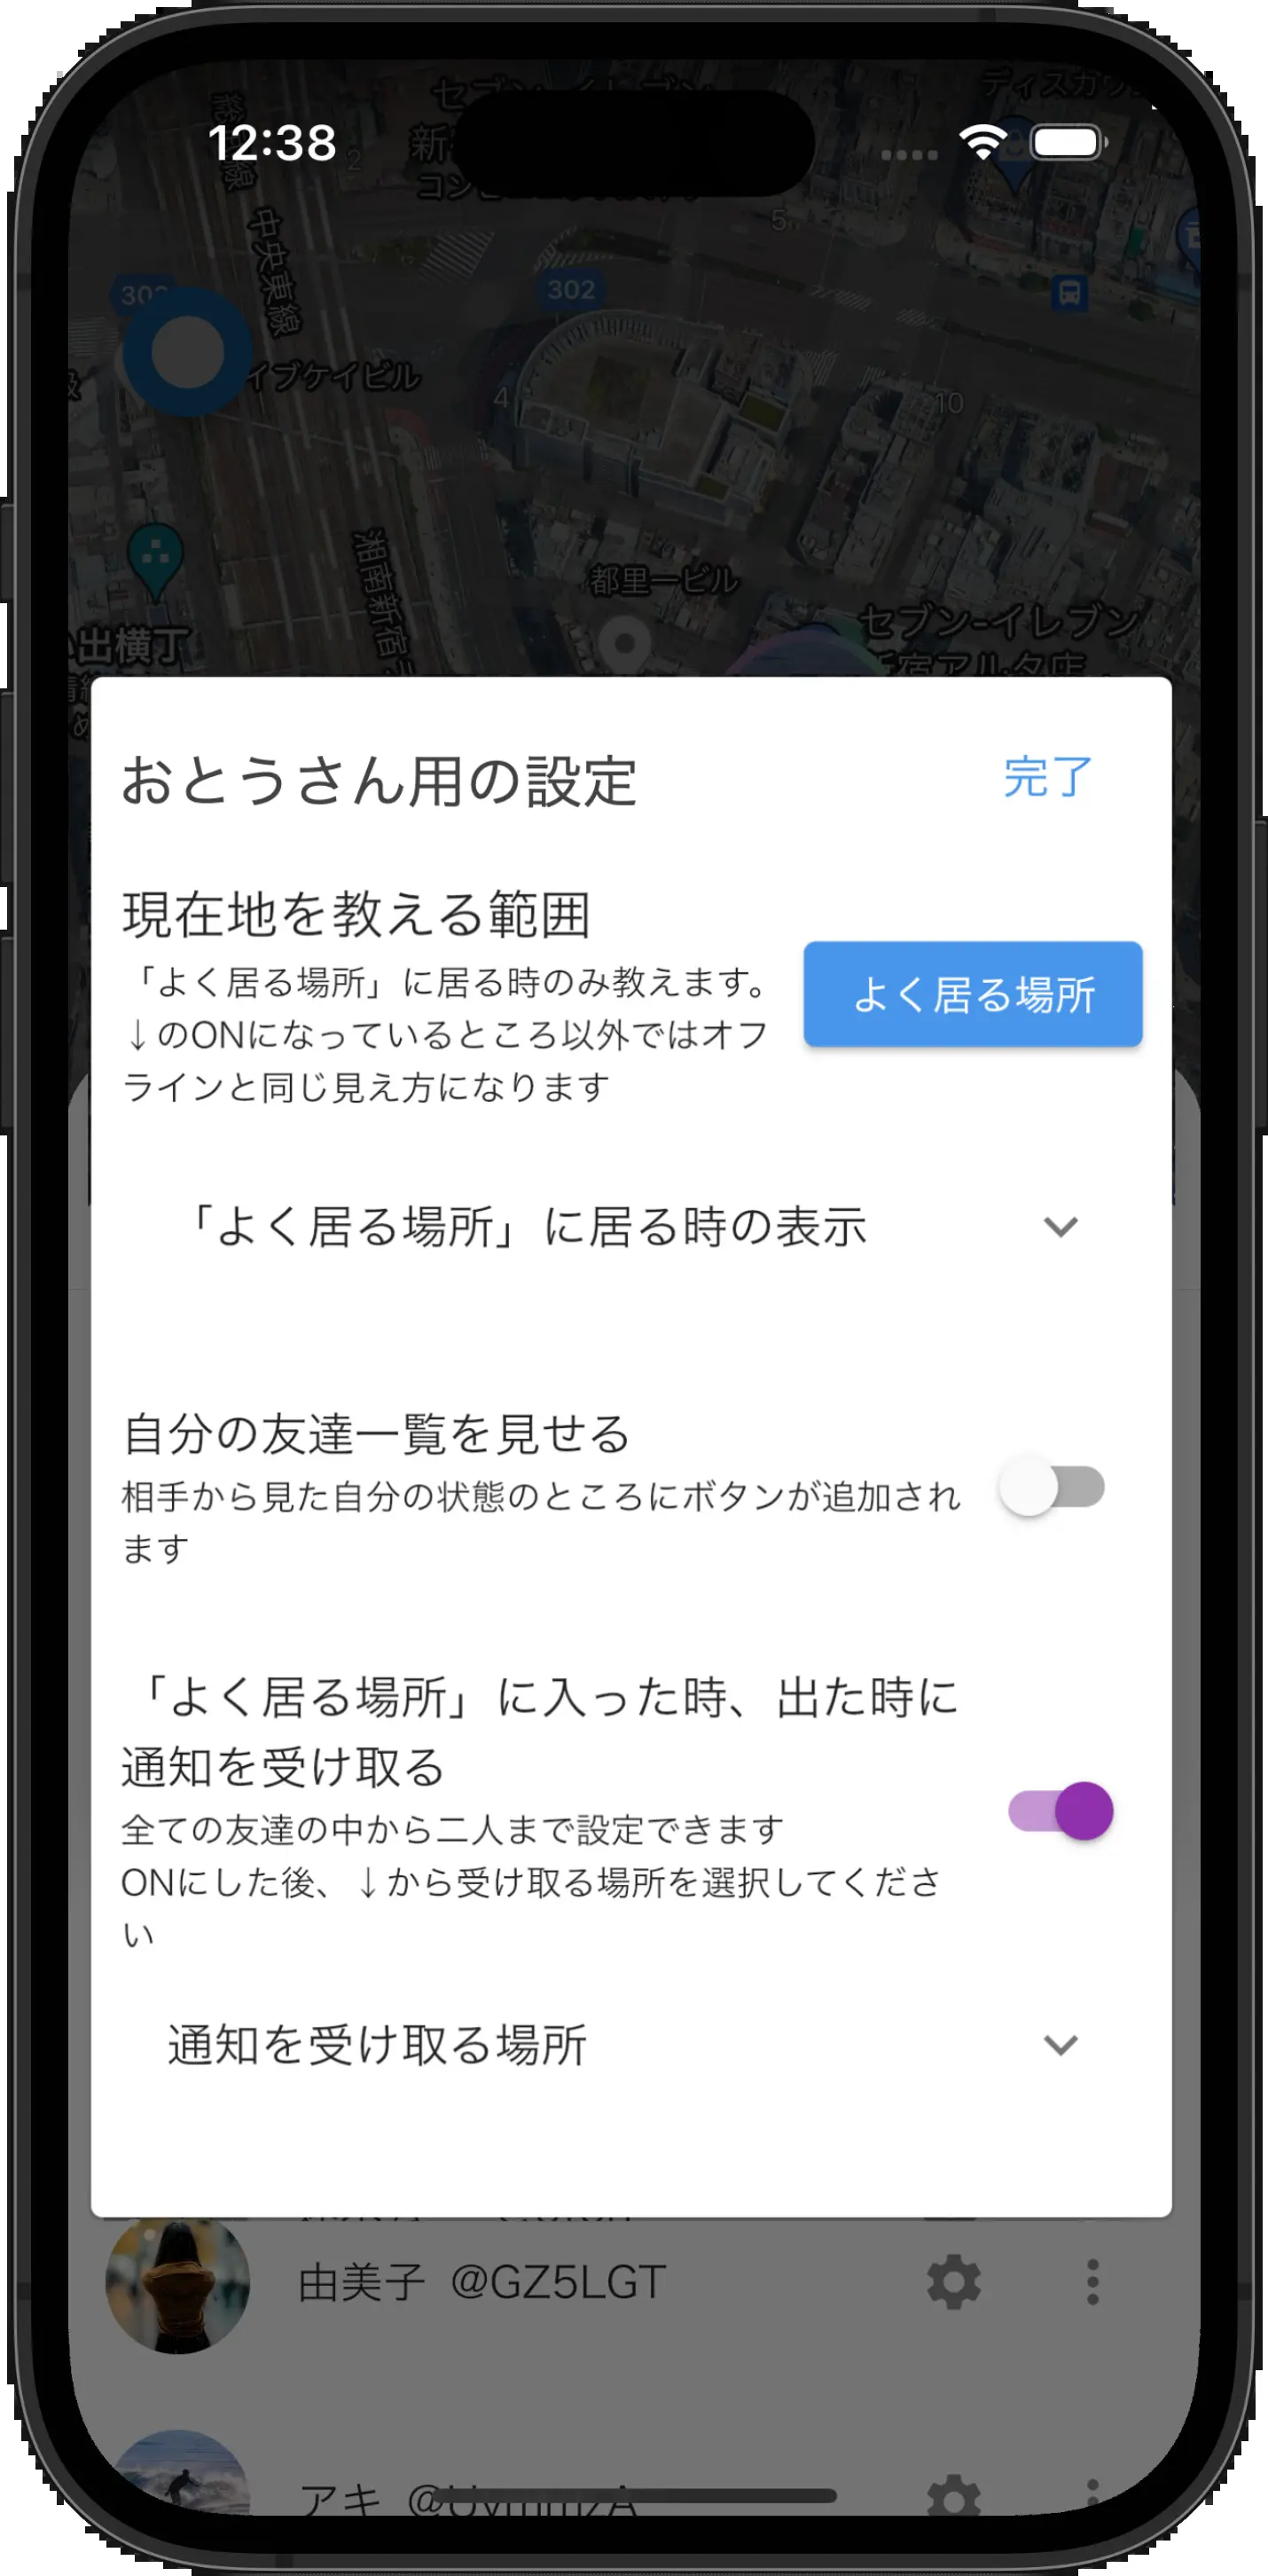 12:38
中央東線
302
302
イブケイビル
5
4
10
都里一ビル
セブン-イレブン
出横丁
おとうさん用の設定
完了
現在地を教える範囲
「よく居る場所」に居る時のみ教えます。
↓のONになっているところ以外ではオフ
ラインと同じ見え方になります
よく居る場所
「よく居る場所」に居る時の表示
自分の友達一覧を見せる
相手から見た自分の状態のところにボタンが追加され
ます
「よく居る場所」に入った時、出た時に
通知を受け取る
全ての友達の中から二人まで設定できます
ONにした後、↓から受け取る場所を選択してくださ
い
通知を受け取る場所
由美子 @GZ5LGT
アキ